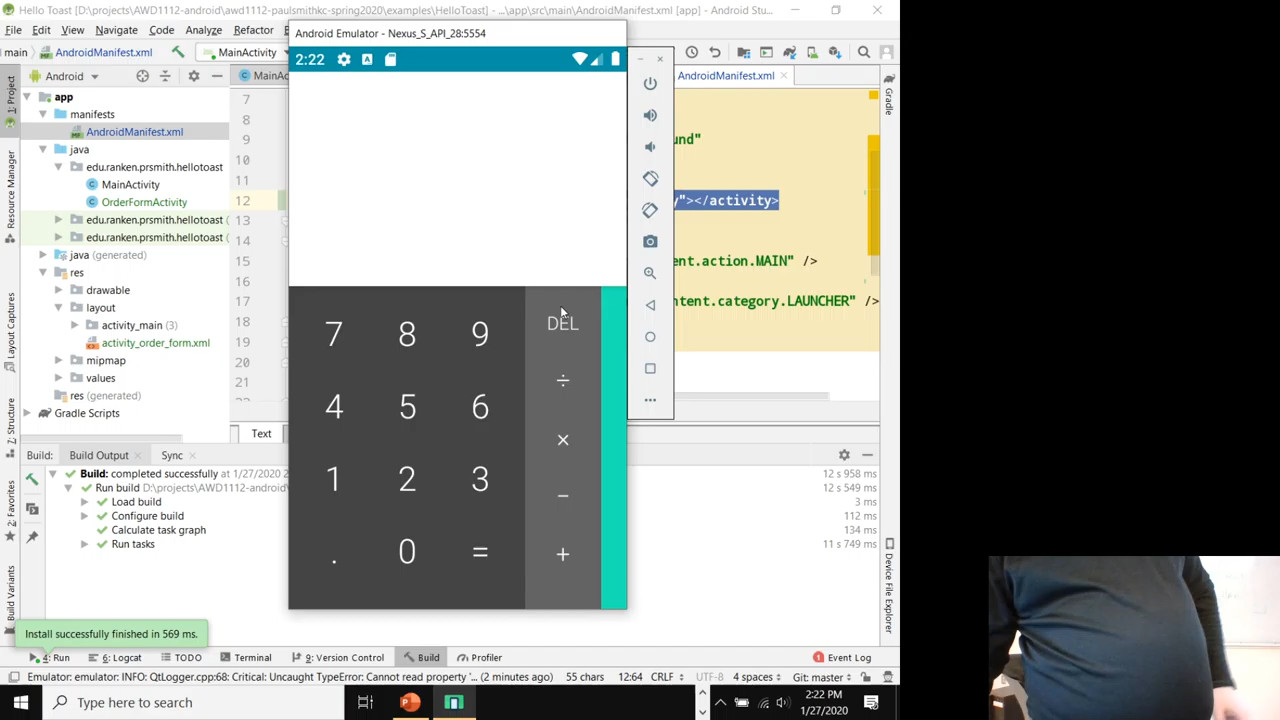 Hello Toast [D:\projects\AWD1112-android\awd1112-paulsmithkc-spring2020\examples\HelloToast] - ...\app\src\main\AndroidManifest.xml [app] - Android Stu...
File Edit View Navigate Code Analyze Refactor
Android Emulator - Nexus_S_API_28:5554
main
AndroidManifest.xml
MainActivity
2:22
A
Android
MainAc
AndroidManifest.xml
1: Project
Resource Manager
Layout Captures
Z: Structure
2: Favorites
Build Variants
app
manifests
AndroidManifest.xml
java
edu.ranken.prsmith.hellotoast
MainActivity
OrderFormActivity
edu.ranken.prsmith.hellotoast (
edu.ranken.prsmith.hellotoast (
java (generated)
res
drawable
layout
activity_main (3)
activity_order_form.xml
mipmap
values
res (generated)
Gradle Scripts
7
8
9
10
11
12
13
14
15
16
17
18
19
20
21
und"
y"></activity>
ent.action.MAIN" />
ntent.category.LAUNCHER" />
Text
7 8 9 DEL
÷
4 5 6
×
1 2 3
−
. 0 = +
Gradle
Device File Explorer
Build: Build Output Sync
Build: completed successfully at 1/27/2020 12 s 958 ms
Run build D:\projects\AWD1112-android\ 12 s 549 ms
Load build 3 ms
Configure build 112 ms
Calculate task graph 134 ms
Run tasks 11 s 749 ms
Install successfully finished in 569 ms.
4: Run 6: Logcat TODO Terminal 9: Version Control Build Profiler 1 Event Log
Emulator: emulator: INFO: QtLogger.cpp:68: Critical: Uncaught TypeError: Cannot read property '... (2 minutes ago) 55 chars 12:64 CRLF UTF-8 4 spaces Git: master
Type here to search
2:22 PM
1/27/2020